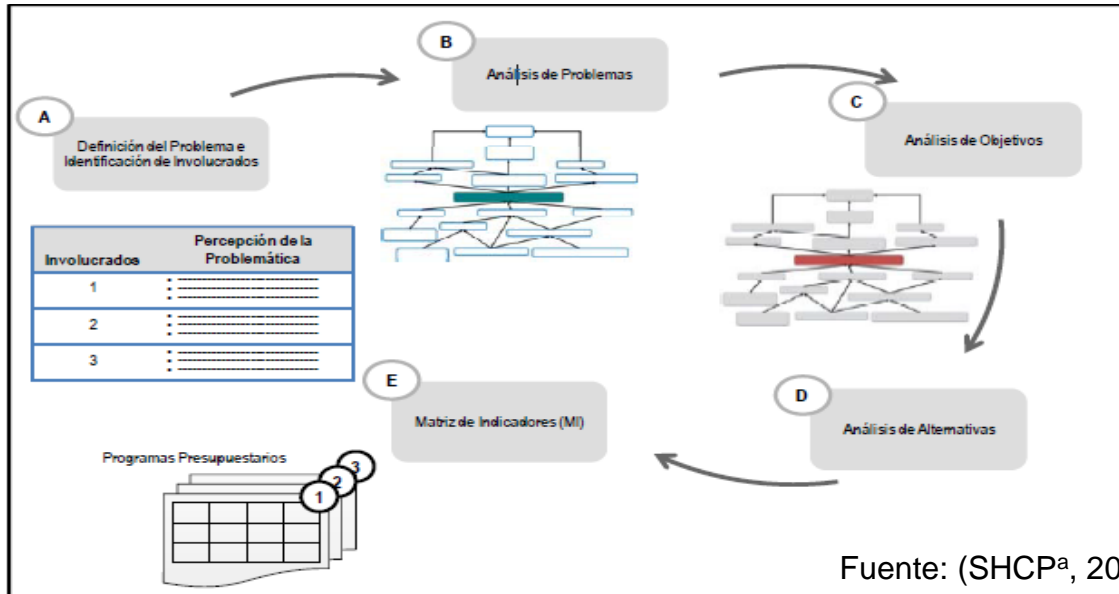 B
Análisis de Problemas
A
Definición del Problema e
Identificación de Involucrados
C
Análisis de Objetivos
Involucrados
Percepción de la
Problemática
1
2
3
E
Matriz de Indicadores (MI)
D
Análisis de Alternativas
Programas Presupuestarios
1
2
3
Fuente: (SHCPª, 20